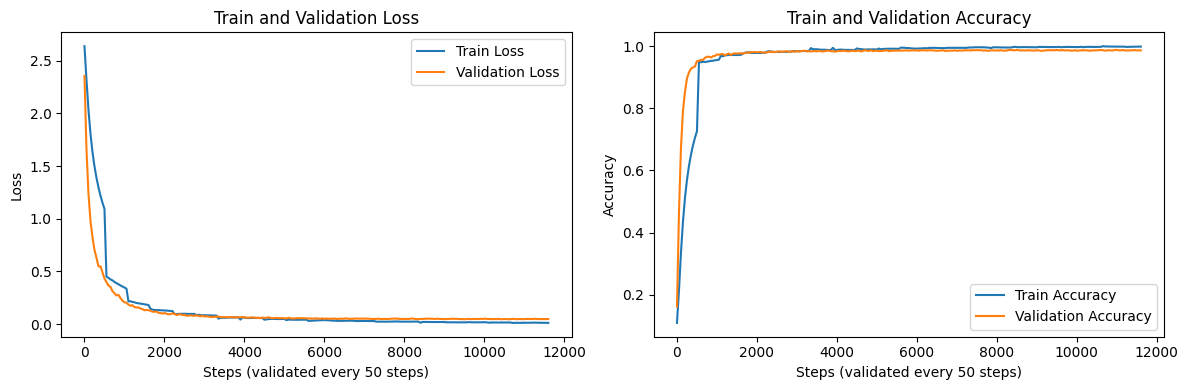 Train and Validation Loss
Train Loss
Validation Loss
2.5
2.0
1.5
1.0
0.5
0.0
Loss
0
2000
4000
6000
8000
10000
12000
Steps (validated every 50 steps)
Train and Validation Accuracy
1.0
0.8
0.6
0.4
0.2
Accuracy
Train Accuracy
Validation Accuracy
0
2000
4000
6000
8000
10000
12000
Steps (validated every 50 steps)